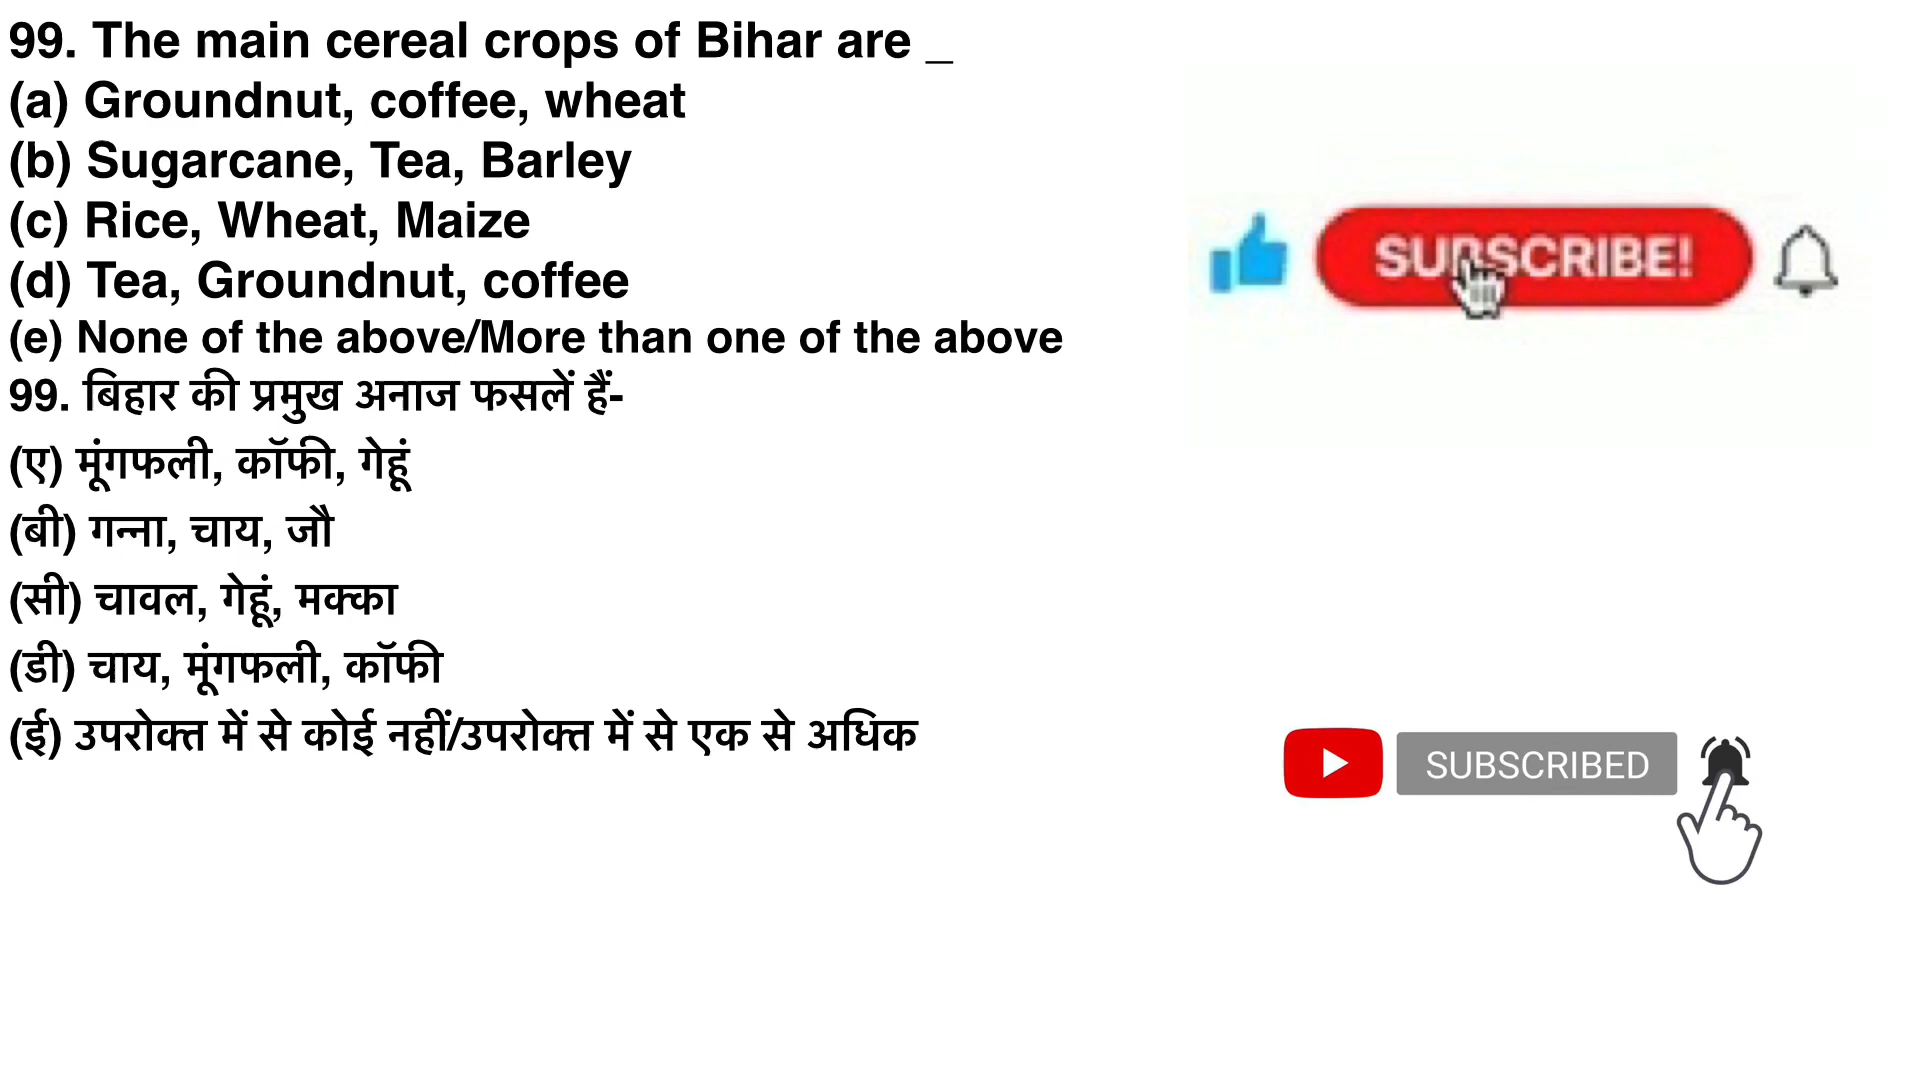 99. The main cereal crops of Bihar are _
(a) Groundnut, coffee, wheat
(b) Sugarcane, Tea, Barley
(c) Rice, Wheat, Maize
(d) Tea, Groundnut, coffee
(e) None of the above/More than one of the above
99. बिहार की प्रमुख अनाज फसलें हैं-
(ए) मूंगफली, कॉफी, गेहूं
(बी) गन्ना, चाय, जौ
(सी) चावल, गेहूं, मक्का
(डी) चाय, मूंगफली, कॉफी
(ई) उपरोक्त में से कोई नहीं/उपरोक्त में से एक से अधिक
SUBSCRIBE!
SUBSCRIBED